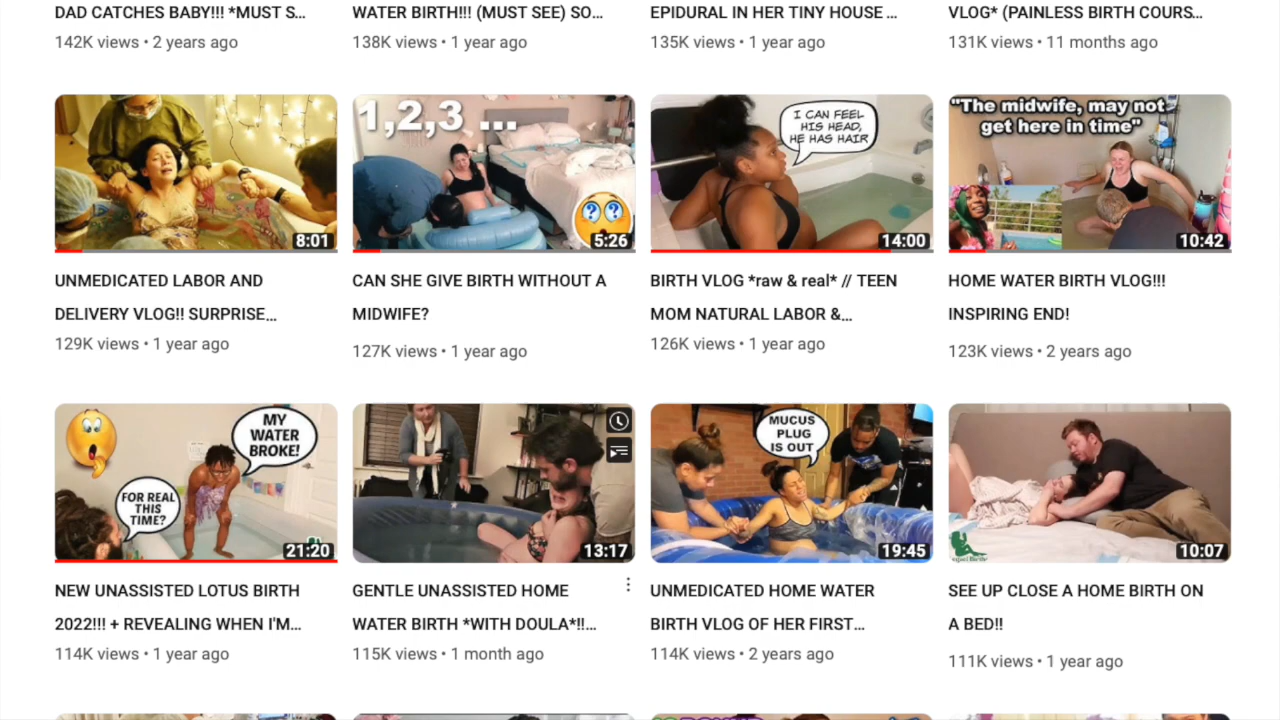 DAD CATCHES BABY!!! *MUST S...
142K views • 2 years ago
WATER BIRTH!!! (MUST SEE) SO...
138K views • 1 year ago
EPIDURAL IN HER TINY HOUSE ...
135K views • 1 year ago
VLOG* (PAINLESS BIRTH COURS...
131K views • 11 months ago
8:01
UNMEDICATED LABOR AND
DELIVERY VLOG!! SURPRISE...
129K views • 1 year ago
1,2,3 ...
5:26
CAN SHE GIVE BIRTH WITHOUT A
MIDWIFE?
127K views • 1 year ago
I CAN FEEL
HIS HEAD,
HE HAS HAIR
14:00
BIRTH VLOG *raw & real* // TEEN
MOM NATURAL LABOR &...
126K views • 1 year ago
"The midwife, may not
get here in time"
10:42
HOME WATER BIRTH VLOG!!!
INSPIRING END!
123K views • 2 years ago
MY
WATER
BROKE!
FOR REAL
THIS
TIME?
21:20
NEW UNASSISTED LOTUS BIRTH
2022!!! + REVEALING WHEN I'M...
114K views • 1 year ago
13:17
GENTLE UNASSISTED HOME
WATER BIRTH *WITH DOULA*!!...
115K views • 1 month ago
MUCUS
PLUG
IS OUT
19:45
UNMEDICATED HOME WATER
BIRTH VLOG OF HER FIRST...
114K views • 2 years ago
10:07
SEE UP CLOSE A HOME BIRTH ON
A BED!!
111K views • 1 year ago